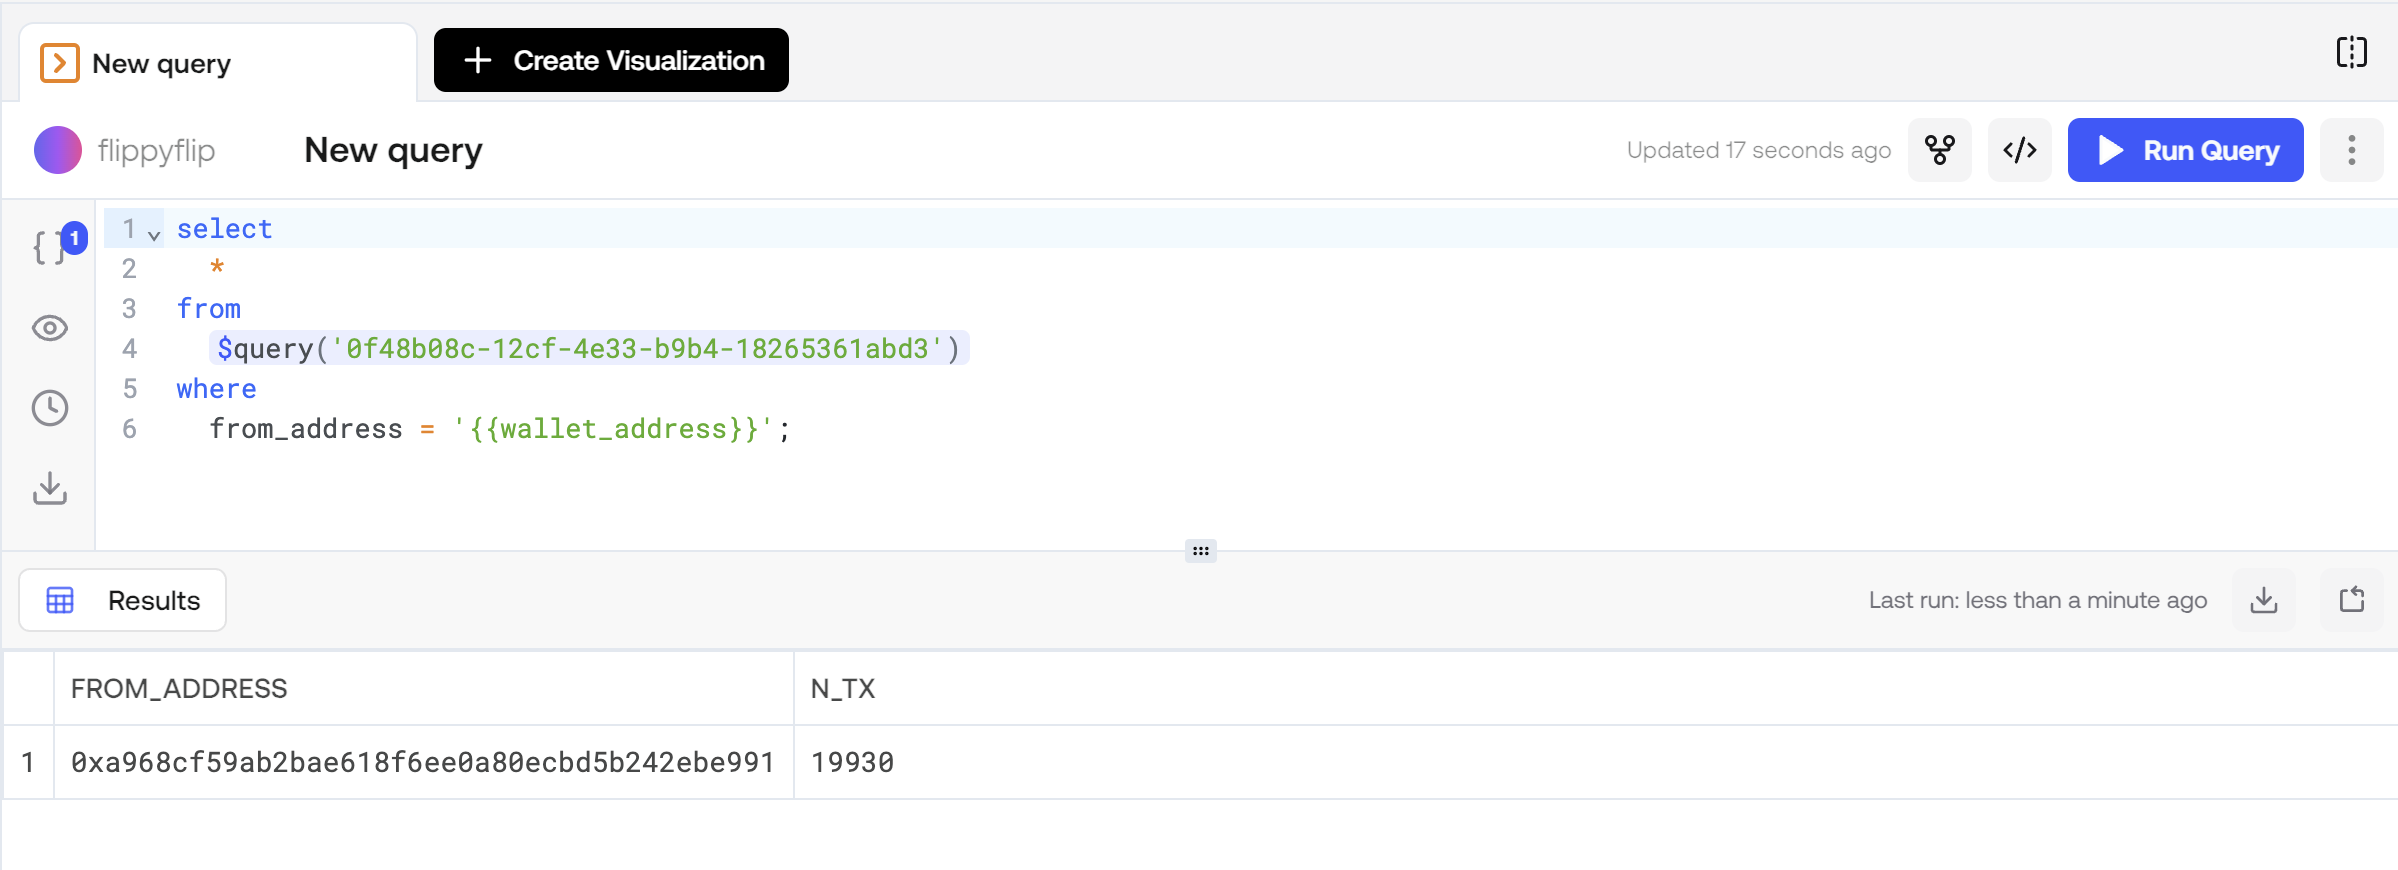 New query
+ Create Visualization
flippyflip
New query
Updated 17 seconds ago
</>
Run Query
1
1 select
2 *
3 from
4 $query('0f48b08c-12cf-4e33-b9b4-18265361abd3')
5 where
6 from_address = '{{wallet_address}}';
Results
Last run: less than a minute ago
FROM_ADDRESS N_TX
1 0xa968cf59ab2bae618f6ee0a80ecbd5b242ebe991 19930